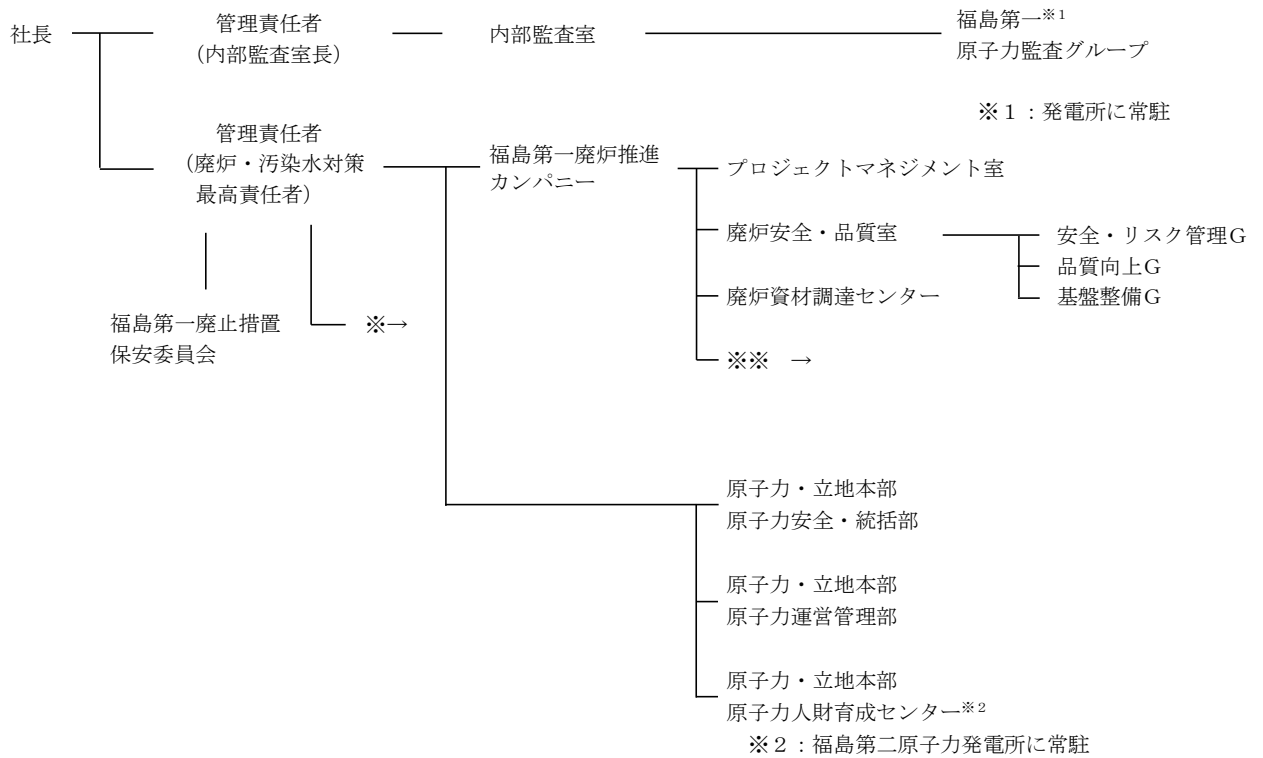 社長
管理責任者
(内部監査室長)
内部監査室
福島第一※1
原子力監査グループ
※1:発電所に常駐
管理責任者
(廃炉・汚染水対策
最高責任者)
福島第一廃炉推進
カンパニー
プロジェクトマネジメント室
廃炉安全・品質室
安全・リスク管理G
品質向上G
基盤整備G
廃炉資材調達センター
※※ →
福島第一廃止措置
保安委員会
※→
原子力・立地本部
原子力安全・統括部
原子力・立地本部
原子力運営管理部
原子力・立地本部
原子力人財育成センター※2
※2:福島第二原子力発電所に常駐